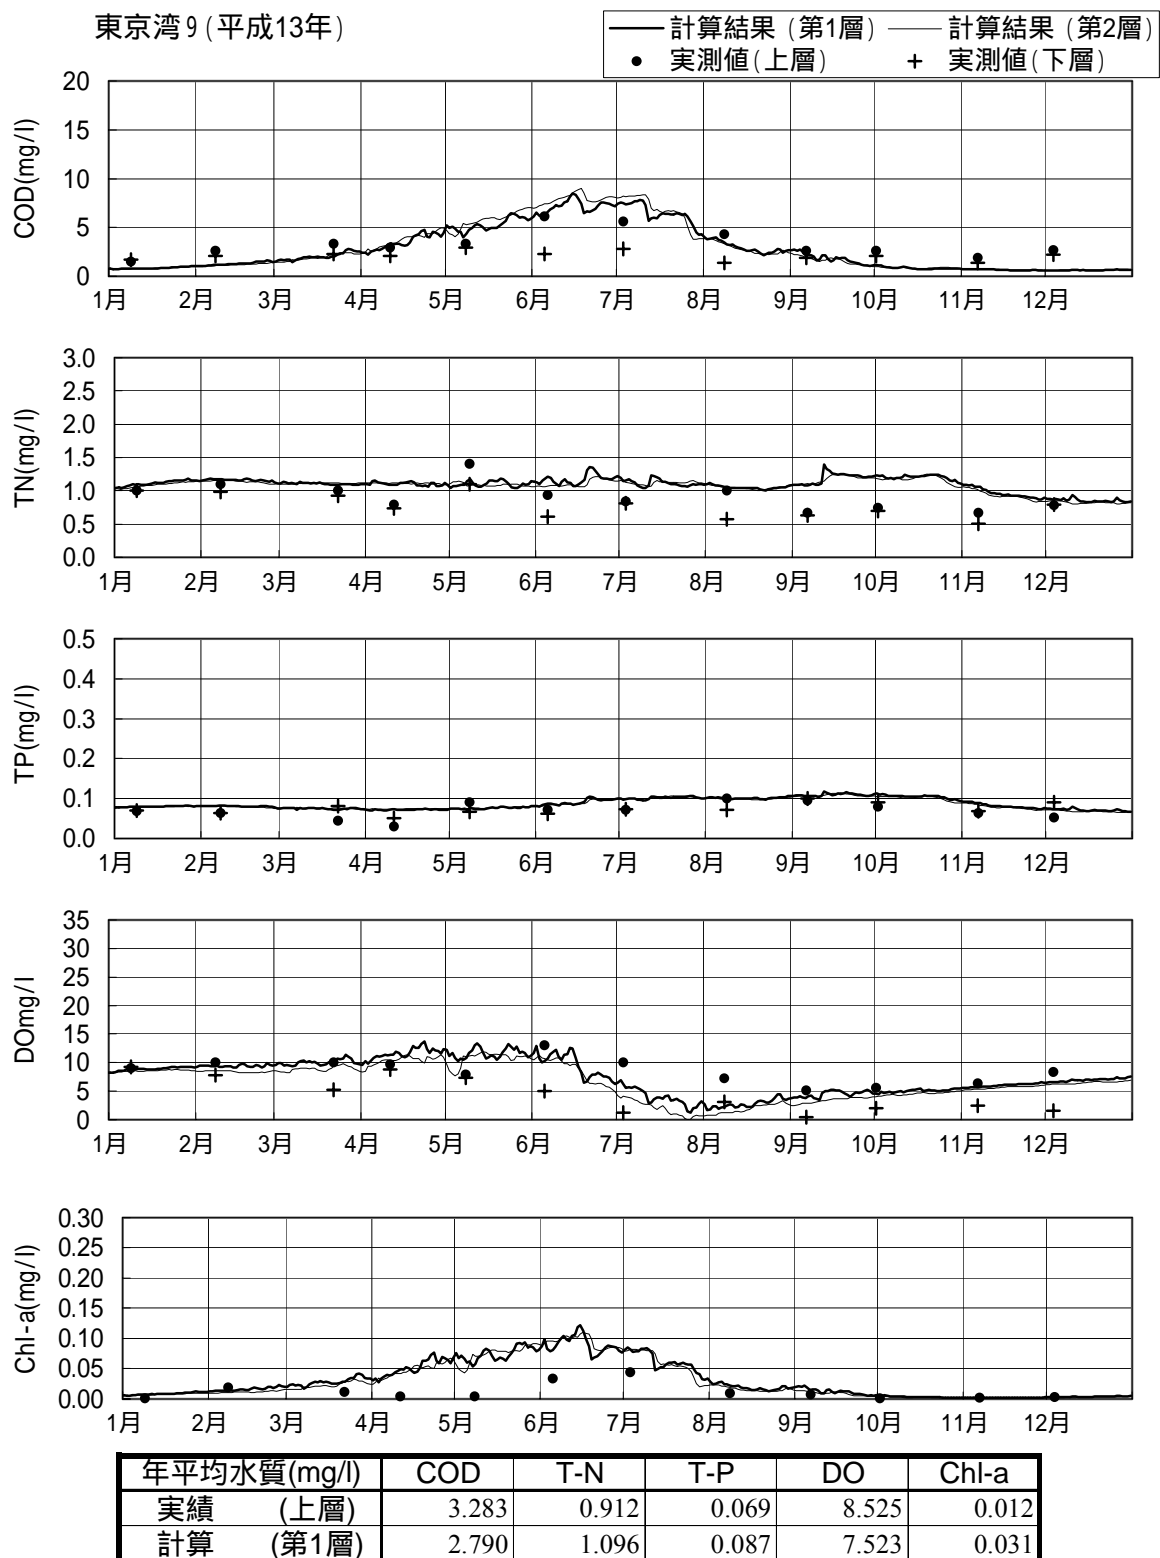 東京湾9(平成13年)
計算結果 (第1層)
計算結果 (第2層)
実測値(上層)
実測値(下層)
COD(mg/l)
20
15
10
5
0
1月 2月 3月 4月 5月 6月 7月 8月 9月 10月 11月 12月
TN(mg/l)
3.0
2.5
2.0
1.5
1.0
0.5
0.0
1月 2月 3月 4月 5月 6月 7月 8月 9月 10月 11月 12月
TP(mg/l)
0.5
0.4
0.3
0.2
0.1
0.0
1月 2月 3月 4月 5月 6月 7月 8月 9月 10月 11月 12月
DOmg/l
35
30
25
20
15
10
5
0
1月 2月 3月 4月 5月 6月 7月 8月 9月 10月 11月 12月
Chl-a(mg/l)
0.30
0.25
0.20
0.15
0.10
0.05
0.00
1月 2月 3月 4月 5月 6月 7月 8月 9月 10月 11月 12月
年平均水質(mg/l) COD T-N T-P DO Chl-a
実績 (上層) 3.283 0.912 0.069 8.525 0.012
計算 (第1層) 2.790 1.096 0.087 7.523 0.031